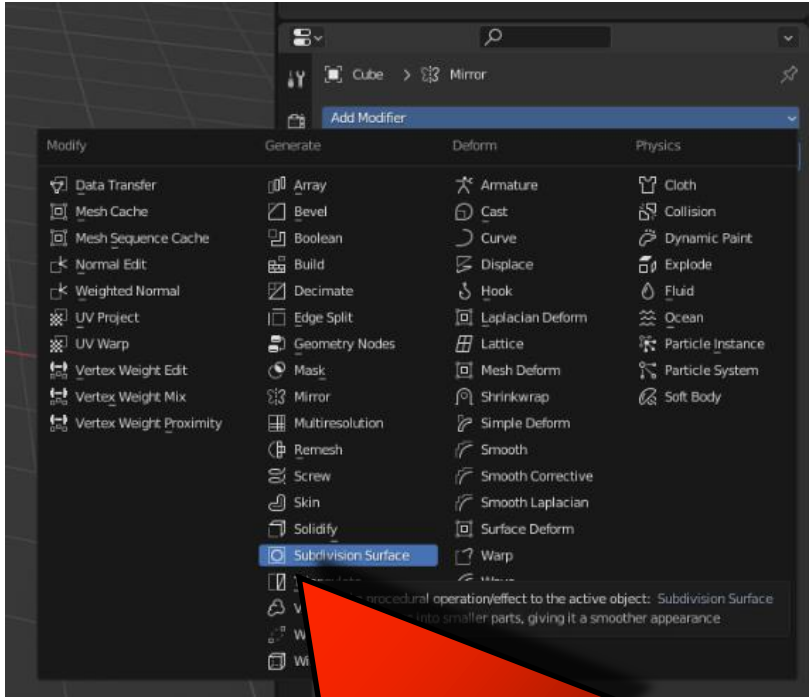 Cube > Mirror
Add Modifier
Modify
Data Transfer
Mesh Cache
Mesh Sequence Cache
Normal Edit
Weighted Normal
UV Project
UV Warp
Vertex Weight Edit
Vertex Weight Mix
Vertex Weight Proximity
Generate
Array
Bevel
Boolean
Build
Decimate
Edge Split
Geometry Nodes
Mask
Mirror
Multiresolution
Remesh
Screw
Skin
Solidify
Subdivision Surface
Deform
Armature
Cast
Curve
Displace
Hook
Laplacian Deform
Lattice
Mesh Deform
Shrinkwrap
Simple Deform
Smooth
Smooth Corrective
Smooth Laplacian
Surface Deform
Warp
Physics
Cloth
Collision
Dynamic Paint
Explode
Fluid
Ocean
Particle Instance
Particle System
Soft Body
procedural operation/effect to the active object: Subdivision Surface
into smaller parts, giving it a smoother appearance